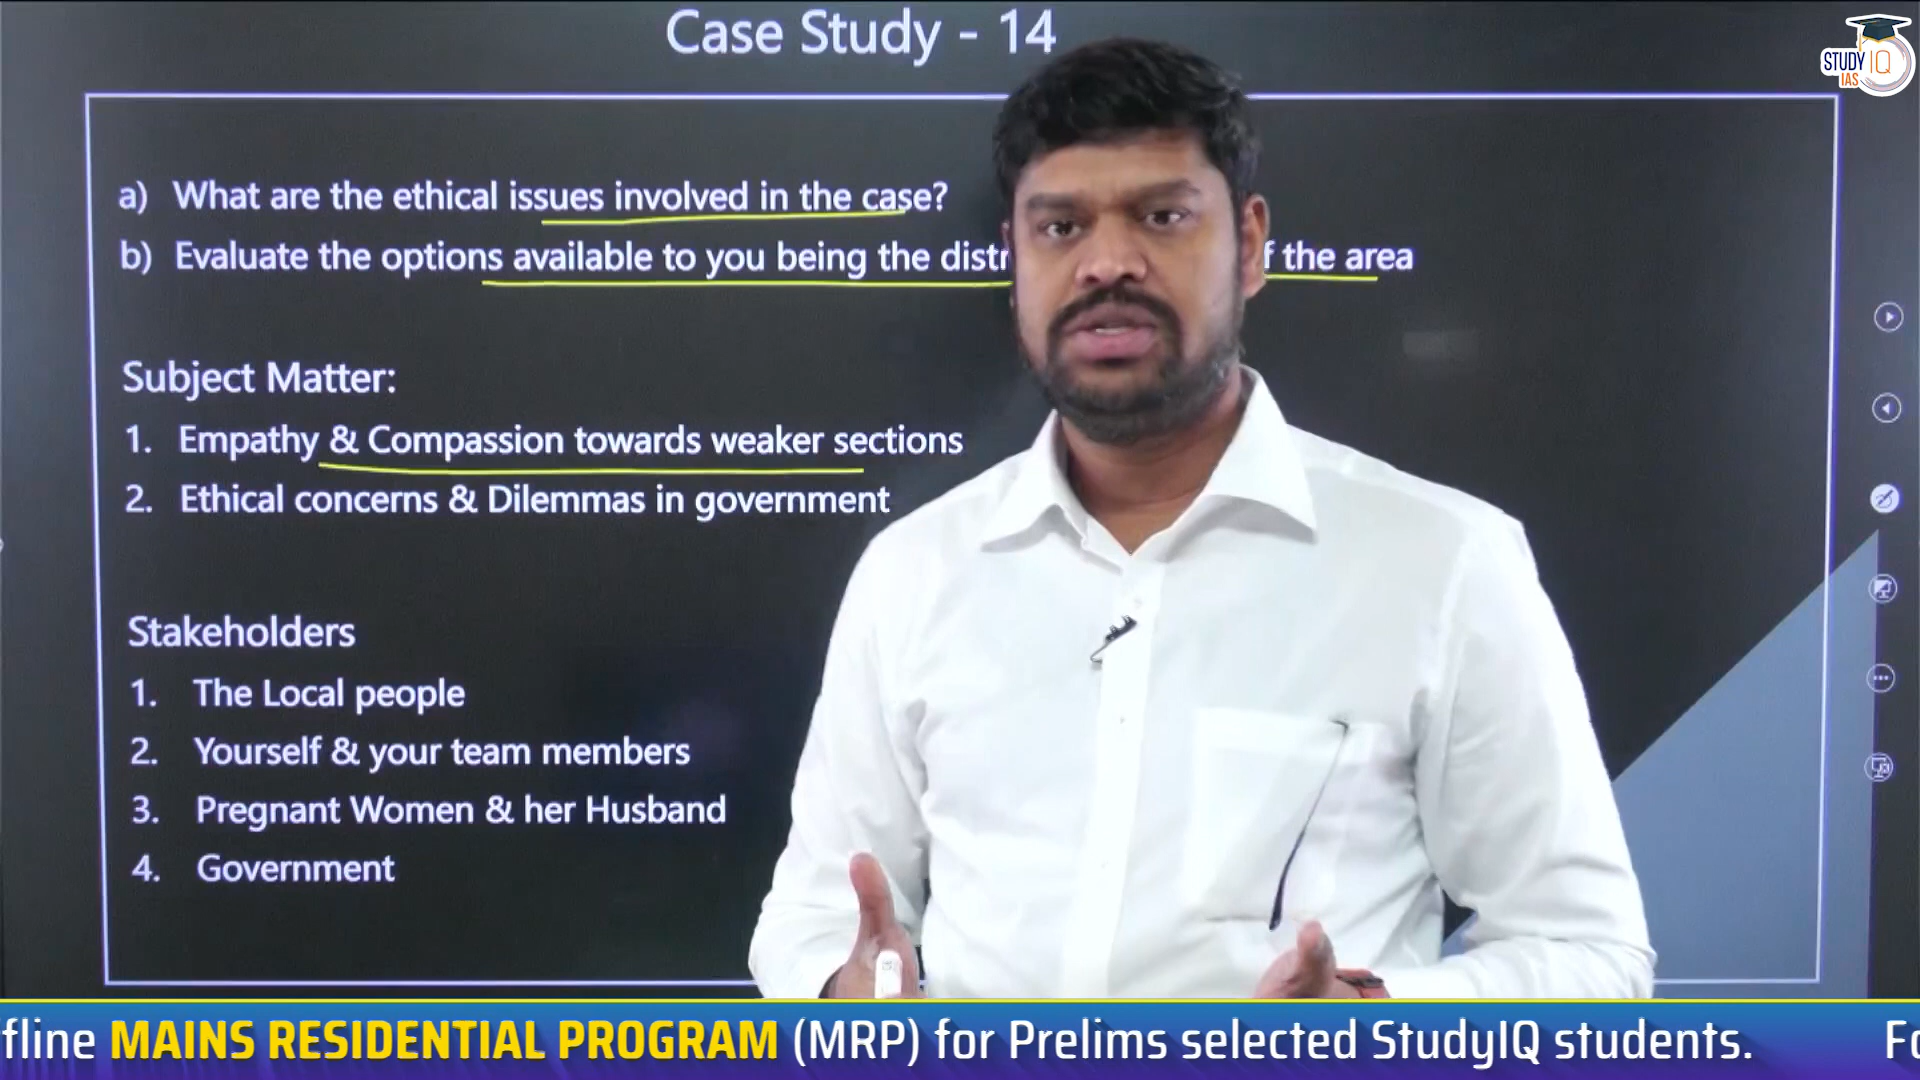 Case Study - 14
STUDY IQ
IAS
a) What are the ethical issues involved in the case?
b) Evaluate the options available to you being the distr f the area
Subject Matter:
1. Empathy & Compassion towards weaker sections
2. Ethical concerns & Dilemmas in government
Stakeholders
1. The Local people
2. Yourself & your team members
3. Pregnant Women & her Husband
4. Government
fline MAINS RESIDENTIAL PROGRAM (MRP) for Prelims selected StudyIQ students. Fo